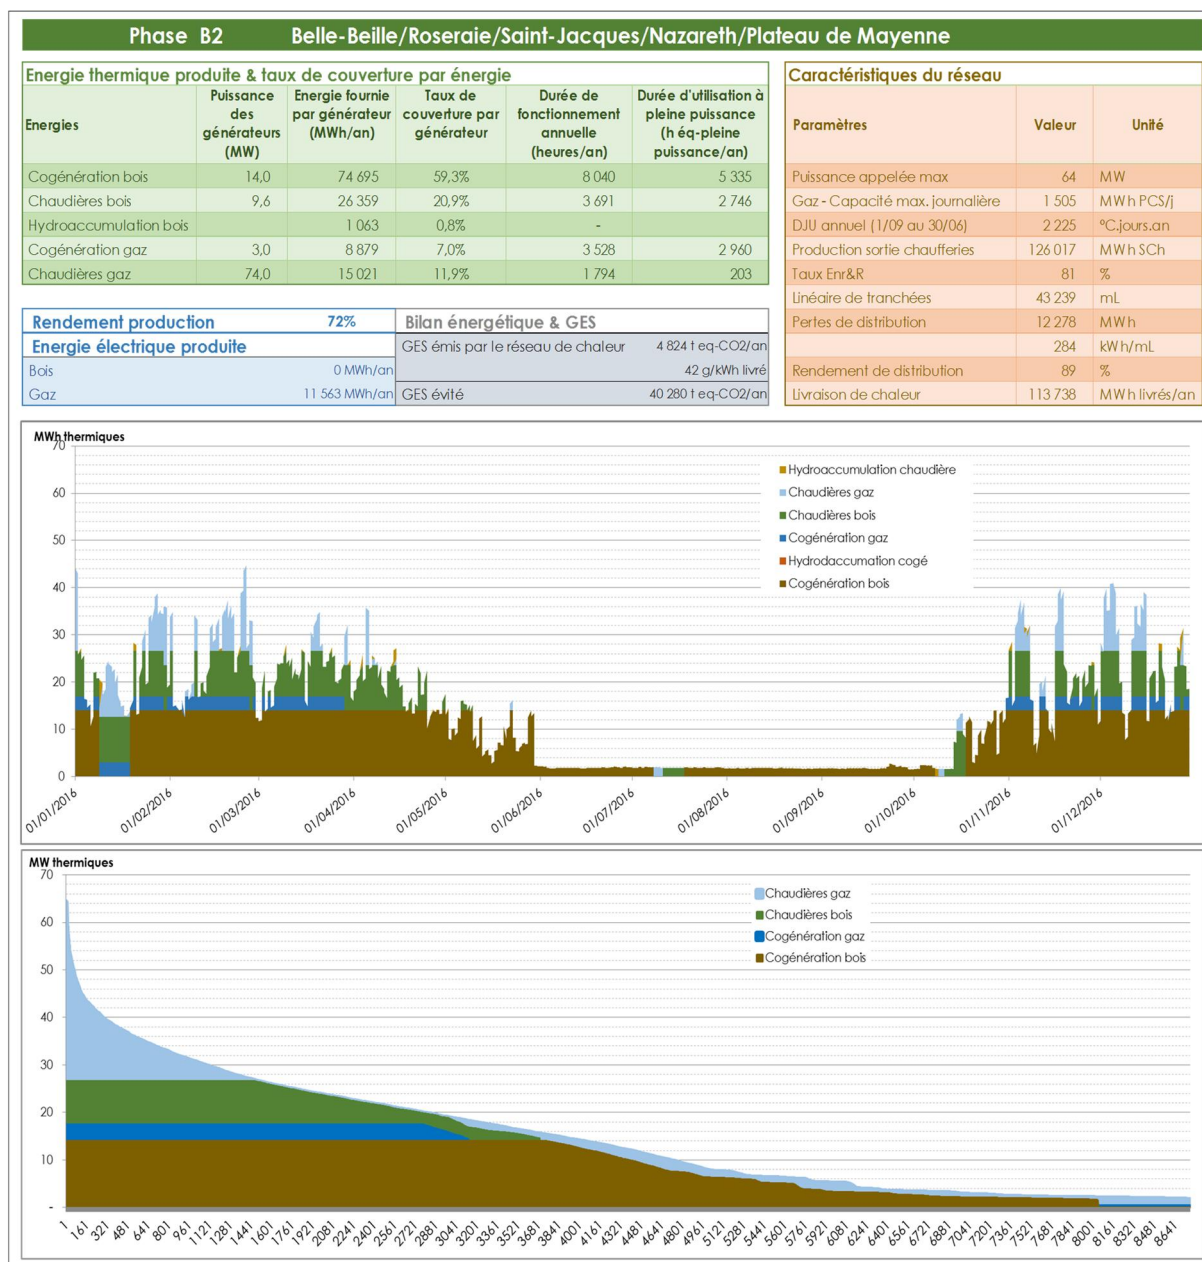 Phase B2 Belle-Beille/Roseraie/Saint-Jacques/Nazareth/Plateau de Mayenne
Energie thermique produite & taux de couverture par énergie
Energies
Puissance des générateurs (MW)
Energie fournie par générateur (MWh/an)
Taux de couverture par générateur
Durée de fonctionnement annuelle (heures/an)
Durée d'utilisation à pleine puissance (h éq-pleine puissance/an)
Cogénération bois 14,0 74 695 59,3% 8 040 5 335
Chaudières bois 9,6 26 359 20,9% 3 691 2 746
Hydroaccumulation bois 1 063 0,8% -
Cogénération gaz 3,0 8 879 7,0% 3 528 2 960
Chaudières gaz 74,0 15 021 11,9% 1 794 203
Caractéristiques du réseau
Paramètres Valeur Unité
Puissance appelée max 64 MW
Gaz - Capacité max. journalière 1 505 MWh PCS/j
DJU annuel (1/09 au 30/06) 2 225 °C.jours.an
Production sortie chaufferies 126 017 MWh SCh
Taux Enr&R 81 %
Linéaire de tranchées 43 239 mL
Pertes de distribution 12 278 MWh
284 kWh/mL
Rendement de distribution 89 %
Livraison de chaleur 113 738 MWh livrés/an
Rendement production 72%
Energie électrique produite
Bois 0 MWh/an
Gaz 11 563 MWh/an
Bilan énergétique & GES
GES émis par le réseau de chaleur 4 824 t eq-CO2/an
42 g/kWh livré
GES évité 40 280 t eq-CO2/an
MWh thermiques
70
60
50
40
30
20
10
0
Hydroaccumulation chaudière
Chaudières gaz
Chaudières bois
Cogénération gaz
Hydrodaccumation cogé
Cogénération bois
01/01/2016 01/02/2016 01/03/2016 01/04/2016 01/05/2016 01/06/2016 01/07/2016 01/08/2016 01/09/2016 01/10/2016 01/11/2016 01/12/2016
MW thermiques
70
60
50
40
30
20
10
-
Chaudières gaz
Chaudières bois
Cogénération gaz
Cogénération bois
1 161 321 481 641 801 961 1121 1281 1441 1601 1761 1921 2081 2241 2401 2561 2721 2881 3041 3201 3361 3521 3681 3841 4001 4161 4321 4481 4641 4801 4961 5121 5281 5441 5601 5761 5921 6081 6241 6401 6561 6721 6881 7041 7201 7361 7521 7681 7841 8001 8161 8321 8481 8641